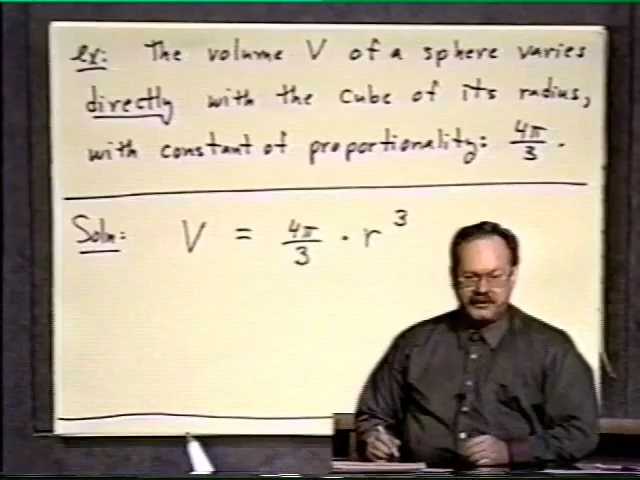 ex: The volume V of a sphere varies
directly with the cube of its radius,
with constant of proportionality: 4π/3.
Soln: V = 4π/3 · r³